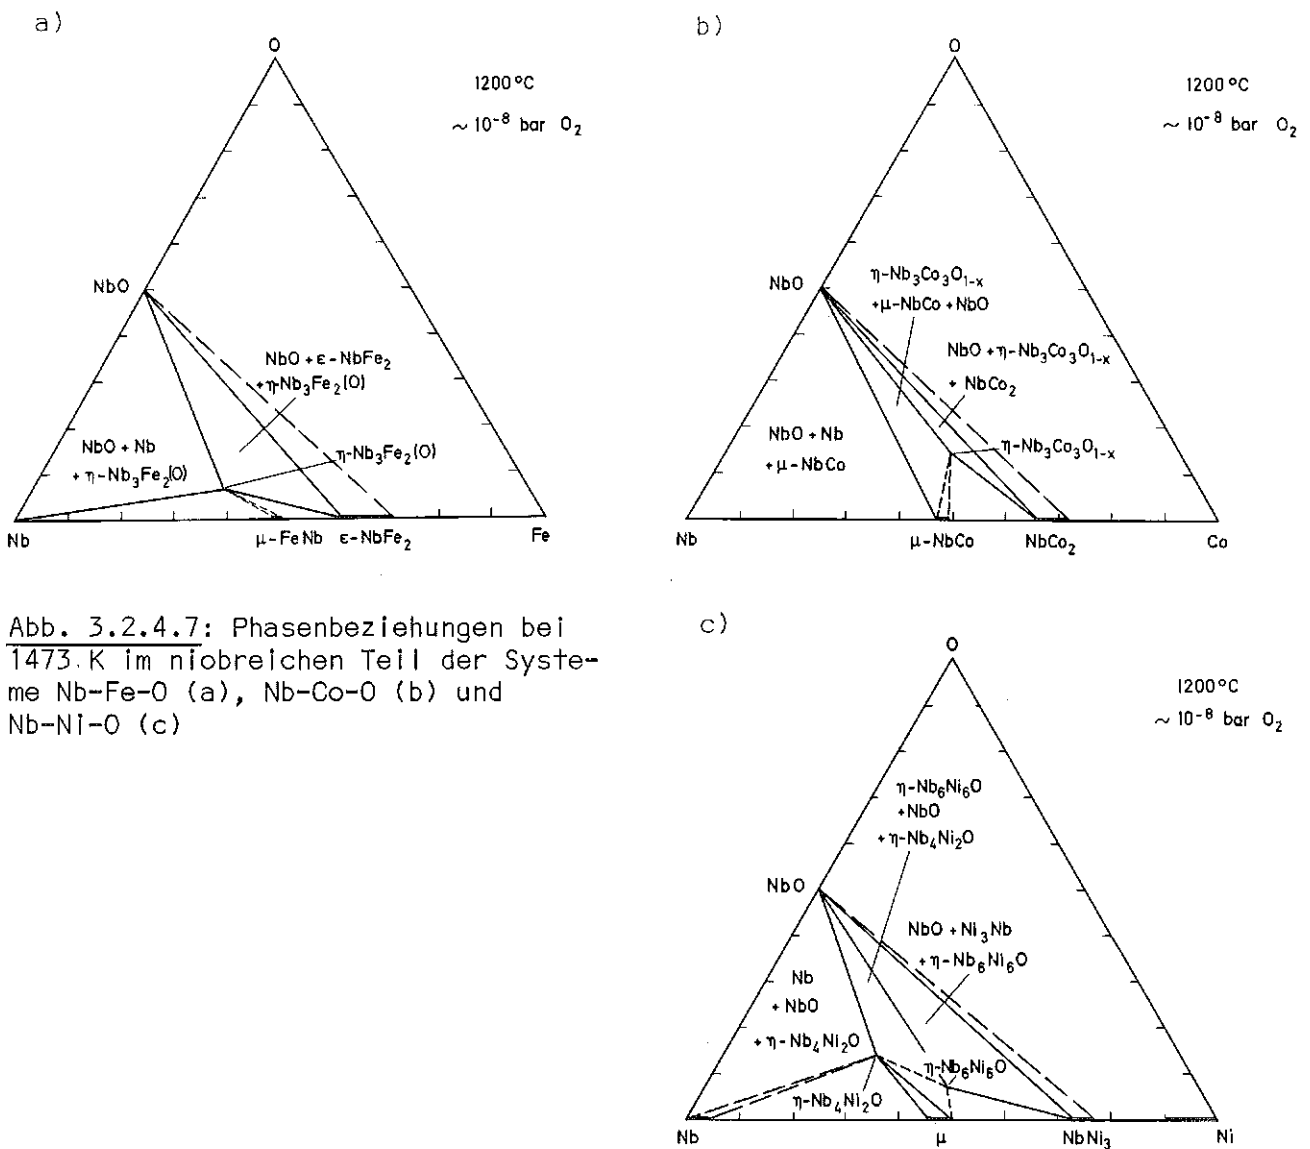 a)
O
1200°C
~ 10⁻⁸ bar O₂
NbO
NbO + ε-NbFe₂
+ η-Nb₃Fe₂(O)
NbO + Nb
+ η-Nb₃Fe₂(O)
η-Nb₃Fe₂(O)
Nb
μ-FeNb
ε-NbFe₂
Fe
b)
O
1200°C
~ 10⁻⁸ bar O₂
NbO
η-Nb₃Co₃O₁₋ₓ
+μ-NbCo + NbO
NbO + η-Nb₃Co₃O₁₋ₓ
+ NbCo₂
NbO + Nb
+ μ-NbCo
η-Nb₃Co₃O₁₋ₓ
Nb
μ-NbCo
NbCo₂
Co
Abb. 3.2.4.7: Phasenbeziehungen bei
1473 K im niobreichen Teil der Syste-
me Nb-Fe-O (a), Nb-Co-O (b) und
Nb-Ni-O (c)
c)
O
1200°C
~ 10⁻⁸ bar O₂
η-Nb₆Ni₆O
+NbO
+ η-Nb₄Ni₂O
NbO
NbO + Ni₃Nb
+ η-Nb₆Ni₆O
Nb
+ NbO
+ η-Nb₄Ni₂O
η-Nb₆Ni₆O
η-Nb₄Ni₂O
Nb
μ
NbNi₃
Ni